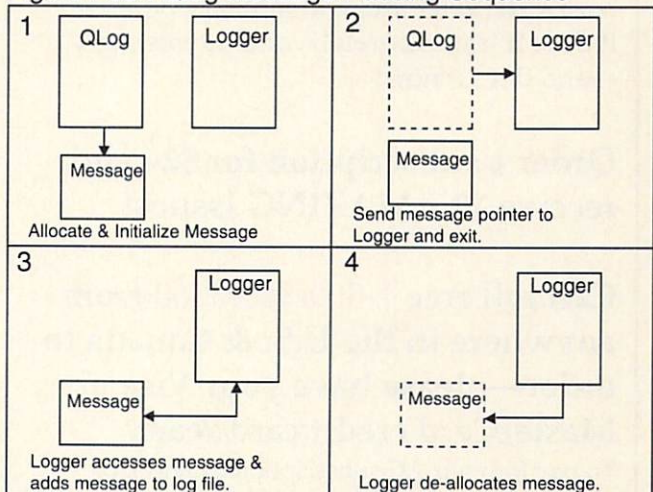 1
QLog
Logger
Message
Allocate & Initialize Message
2
QLog
Logger
Message
Send message pointer to
Logger and exit.
3
Logger
Message
Logger accesses message &
adds message to log file.
4
Logger
Message
Logger de-allocates message.